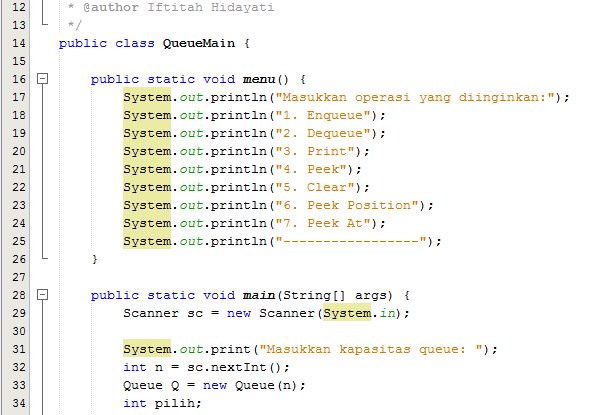 12 * @author Iftitah Hidayati
13 */
14 public class QueueMain {
15
16 public static void menu() {
17 System.out.println("Masukkan operasi yang diinginkan:");
18 System.out.println("1. Enqueue");
19 System.out.println("2. Dequeue");
20 System.out.println("3. Print");
21 System.out.println("4. Peek");
22 System.out.println("5. Clear");
23 System.out.println("6. Peek Position");
24 System.out.println("7. Peek At");
25 System.out.println("-----------------");
26 }
27
28 public static void main(String[] args) {
29 Scanner sc = new Scanner(System.in);
30
31 System.out.print("Masukkan kapasitas queue: ");
32 int n = sc.nextInt();
33 Queue Q = new Queue(n);
34 int pilih;